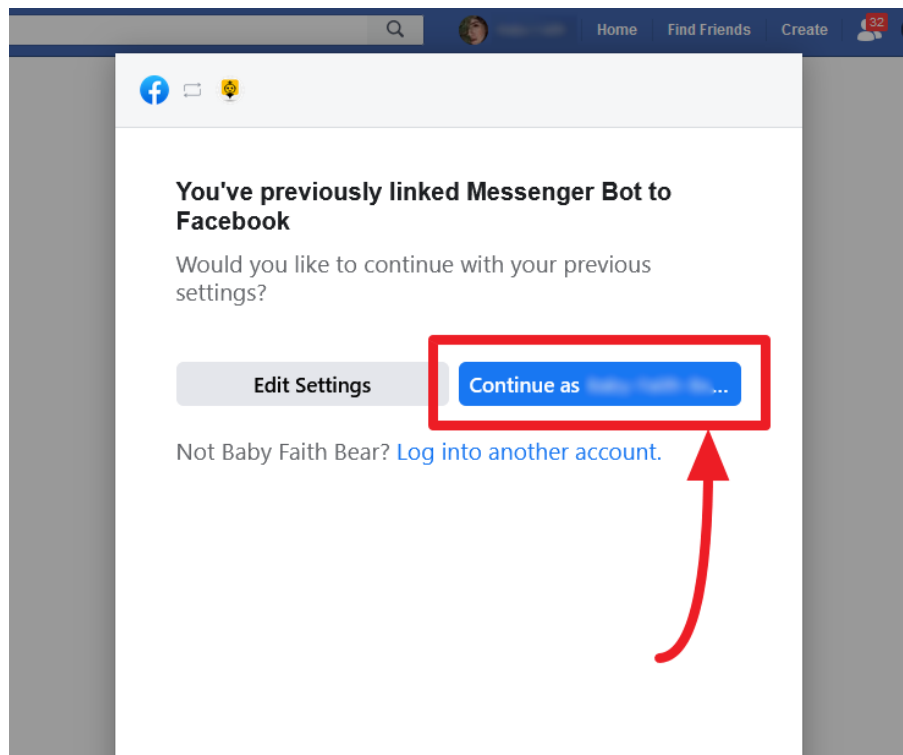 Home Find Friends Create 32
You've previously linked Messenger Bot to
Facebook
Would you like to continue with your previous
settings?
Edit Settings Continue as ...
Not Baby Faith Bear? Log into another account.